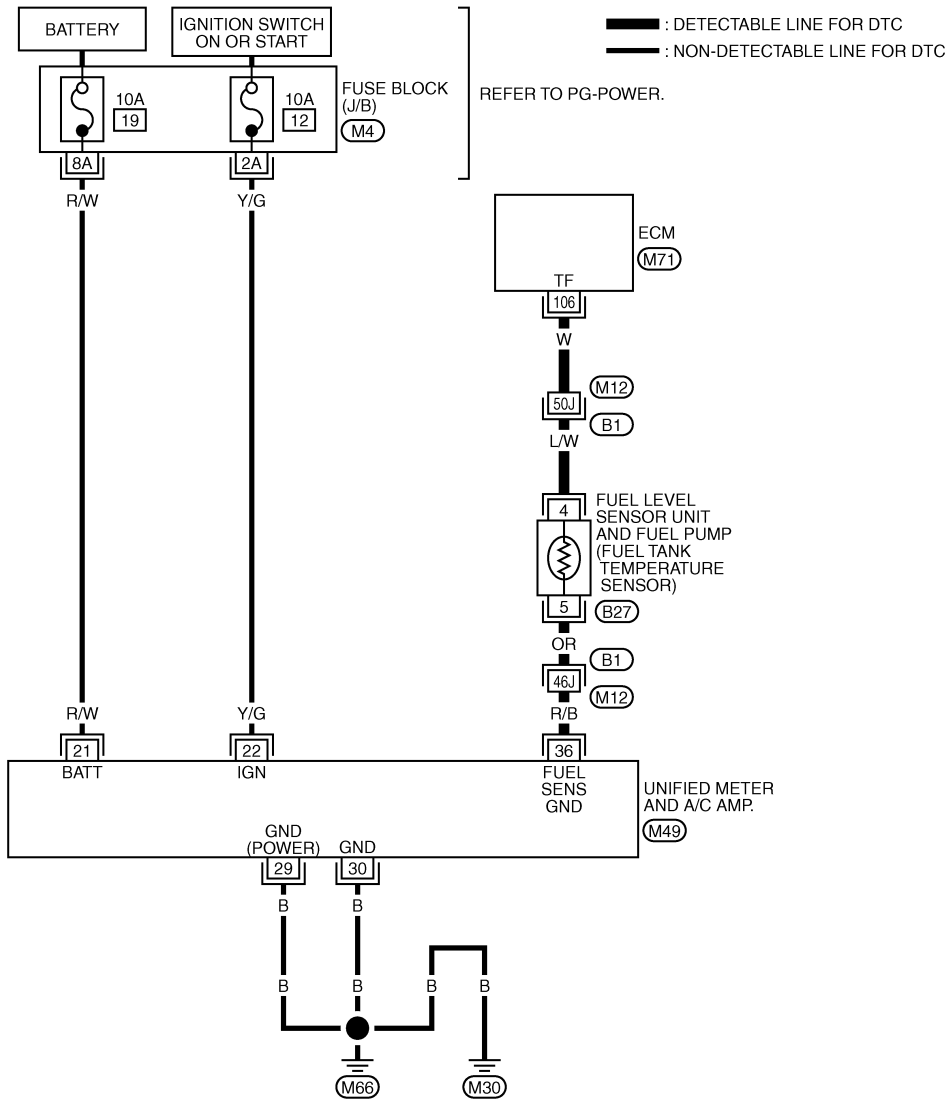 BATTERY
IGNITION SWITCH
ON OR START
: DETECTABLE LINE FOR DTC
: NON-DETECTABLE LINE FOR DTC
10A
19
10A
12
FUSE BLOCK
(J/B)
M4
REFER TO PG-POWER.
8A
2A
R/W
Y/G
ECM
M71
TF
106
W
M12
50J
B1
L/W
4
FUEL LEVEL
SENSOR UNIT
AND FUEL PUMP
(FUEL TANK
TEMPERATURE
SENSOR)
5
B27
OR
B1
46J
M12
R/W
Y/G
R/B
21
22
36
BATT
IGN
FUEL
SENS
GND
UNIFIED METER
AND A/C AMP.
M49
GND
(POWER)
GND
29
30
B
B
B
B
B
B
M66
M30